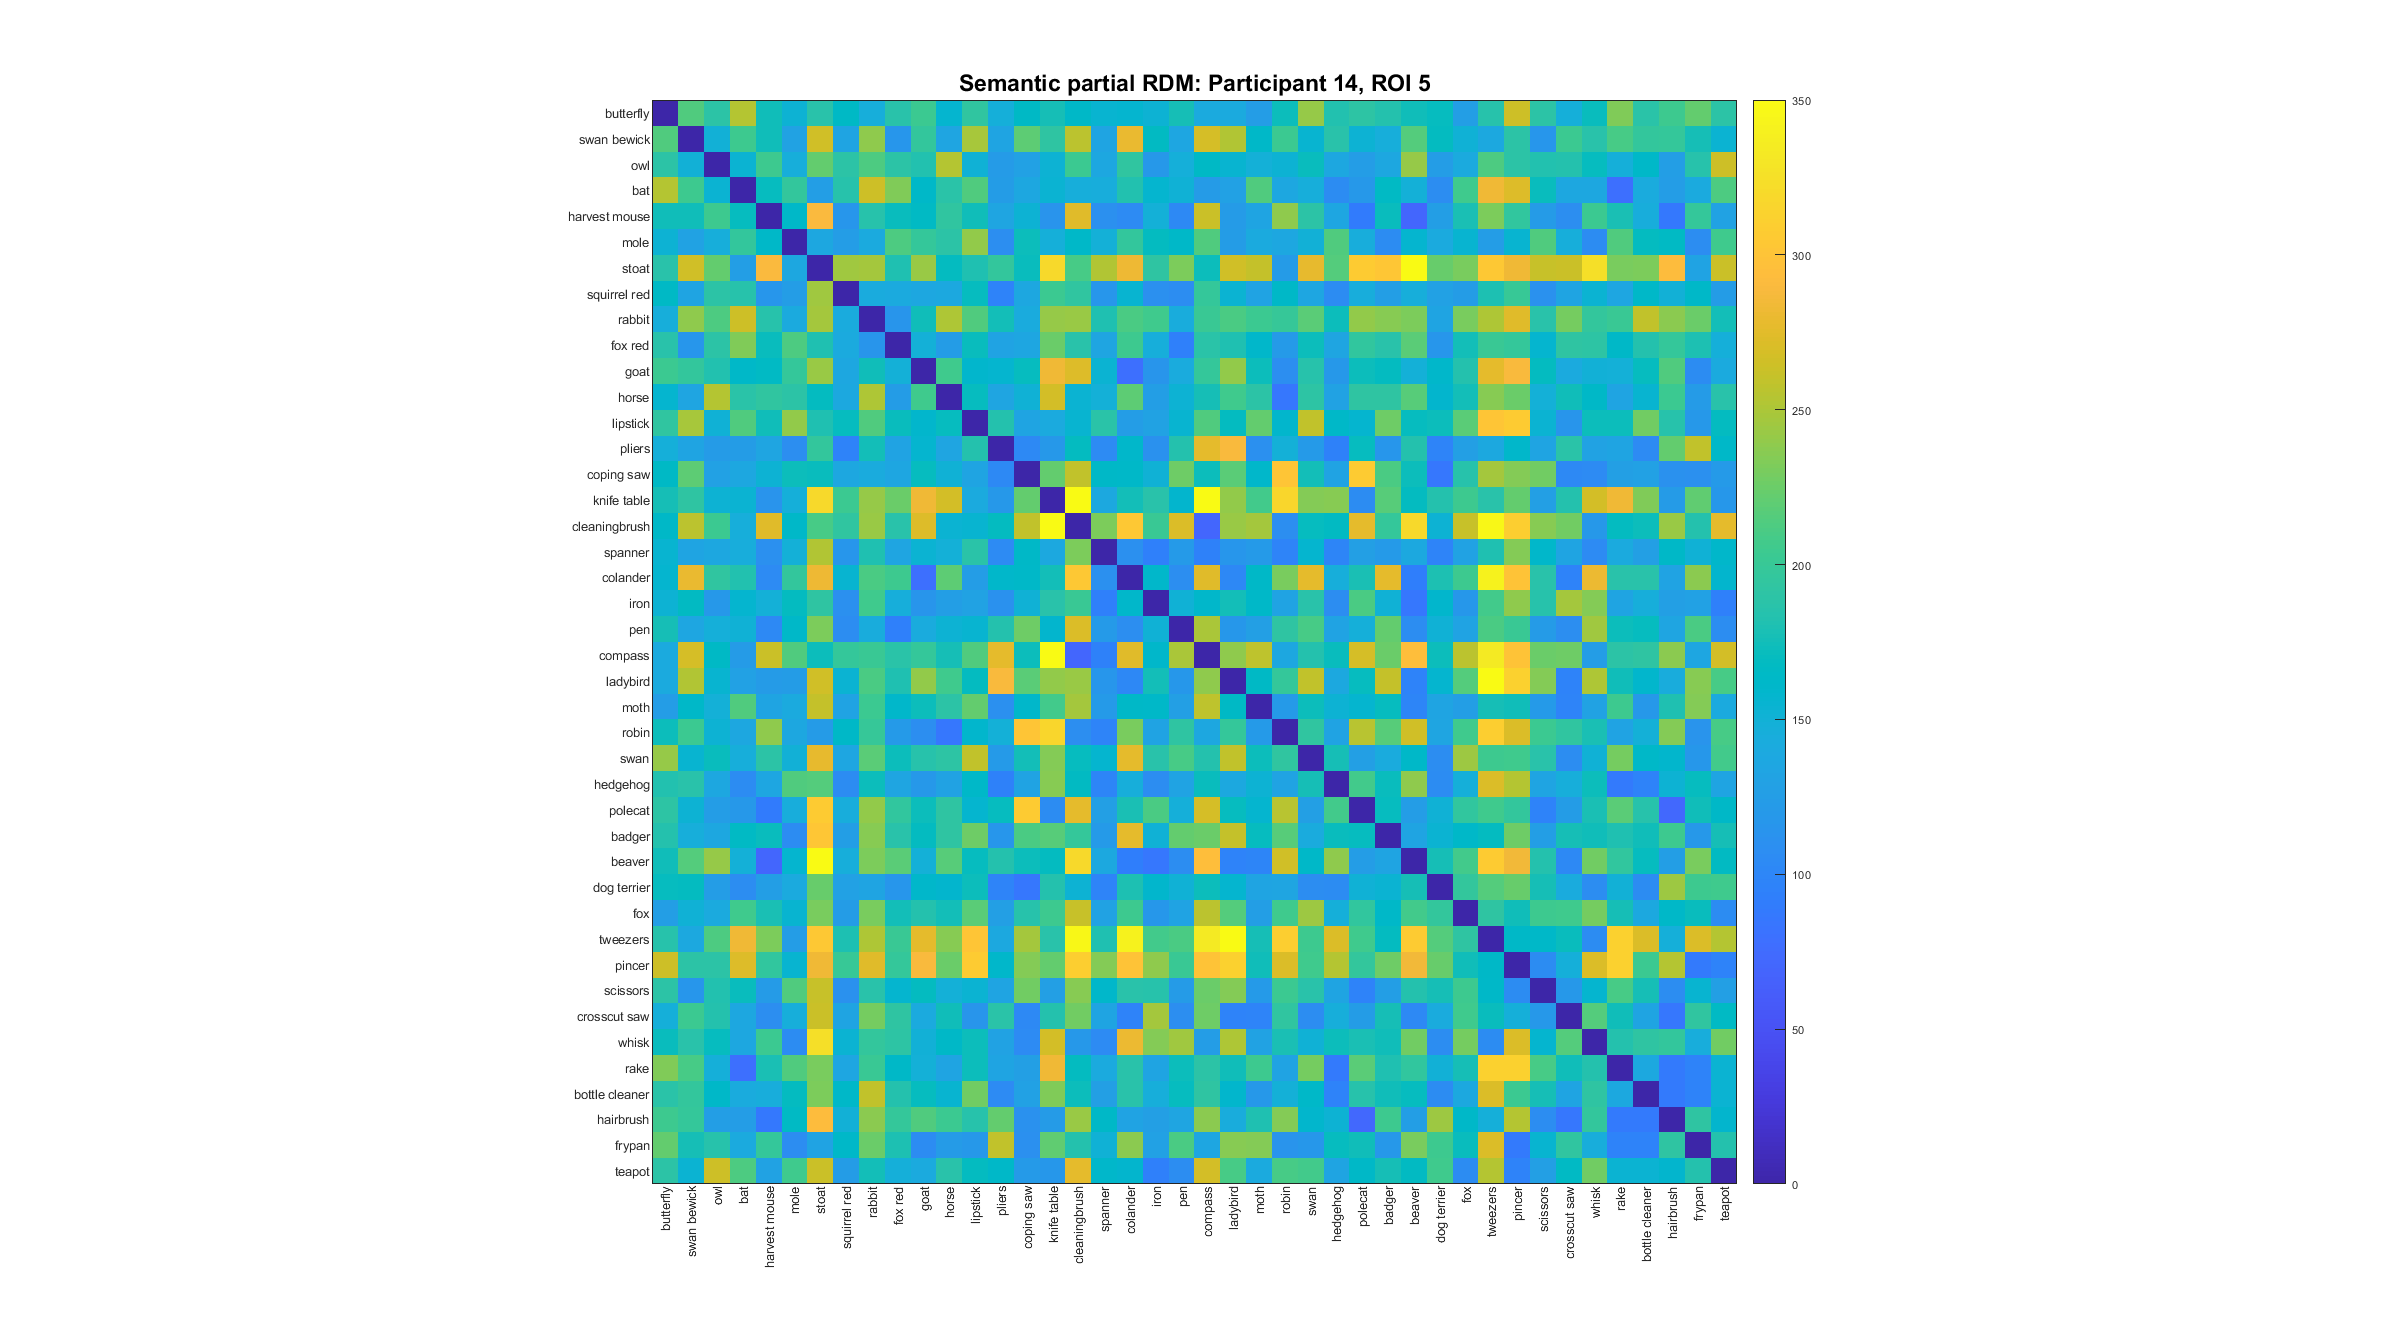 Semantic partial RDM: Participant 14, ROI 5
butterfly
swan bewick
owl
bat
harvest mouse
mole
stoat
squirrel red
rabbit
fox red
goat
horse
lipstick
pliers
coping saw
knife table
cleaningbrush
spanner
colander
iron
pen
compass
ladybird
moth
robin
swan
hedgehog
polecat
badger
beaver
dog terrier
fox
tweezers
pincer
scissors
crosscut saw
whisk
rake
bottle cleaner
hairbrush
frypan
teapot
butterfly
swan bewick
owl
bat
harvest mouse
mole
stoat
squirrel red
rabbit
fox red
goat
horse
lipstick
pliers
coping saw
knife table
cleaningbrush
spanner
colander
iron
pen
compass
ladybird
moth
robin
swan
hedgehog
polecat
badger
beaver
dog terrier
fox
tweezers
pincer
scissors
crosscut saw
whisk
rake
bottle cleaner
hairbrush
frypan
teapot
350
300
250
200
150
100
50
0